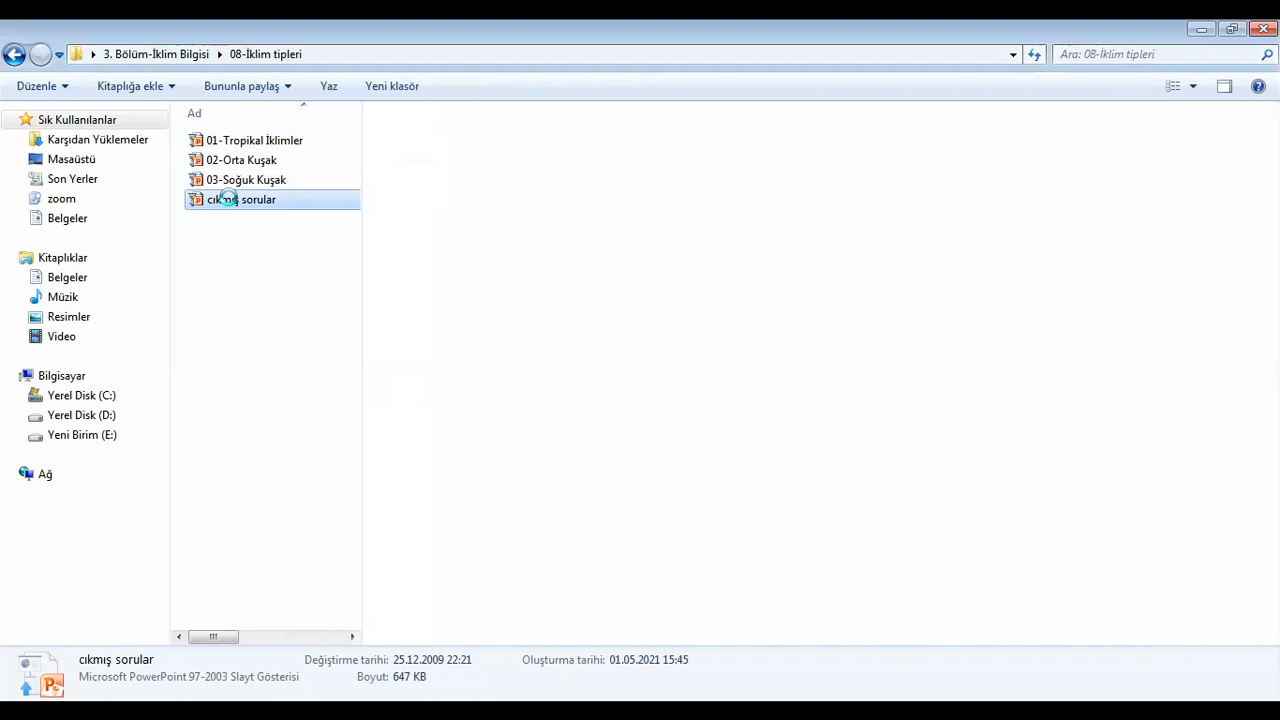 3. Bölüm-İklim Bilgisi
08-İklim tipleri
Ara: 08-İklim tipleri
Düzenle
Kitaplığa ekle
Bununla paylaş
Yaz
Yeni klasör
Sık Kullanılanlar
Karşıdan Yüklemeler
Masaüstü
Son Yerler
zoom
Belgeler
Kitaplıklar
Belgeler
Müzik
Resimler
Video
Bilgisayar
Yerel Disk (C:)
Yerel Disk (D:)
Yeni Birim (E:)
Ağ
Ad
01-Tropikal İklimler
02-Orta Kuşak
03-Soğuk Kuşak
cıkmış sorular
cıkmış sorular
Değiştirme tarihi: 25.12.2009 22:21
Oluşturma tarihi: 01.05.2021 15:45
Microsoft PowerPoint 97-2003 Slayt Gösterisi
Boyut: 647 KB